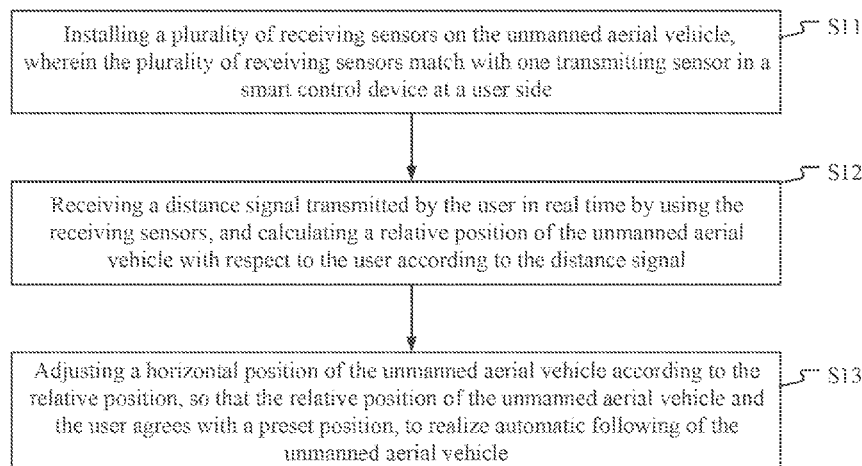 Installing a plurality of receiving sensors on the unmanned aerial vehicle,
wherein the plurality of receiving sensors match with one transmitting sensor in a
smart control device at a user side
S11
Receiving a distance signal transmitted by the user in real time by using the
receiving sensors, and calculating a relative position of the unmanned aerial
vehicle with respect to the user according to the distance signal
S12
Adjusting a horizontal position of the unmanned aerial vehicle according to the
relative position, so that the relative position of the unmanned aerial vehicle and
the user agrees with a preset position, to realize automatic following of the
unmanned aerial vehicle
S13